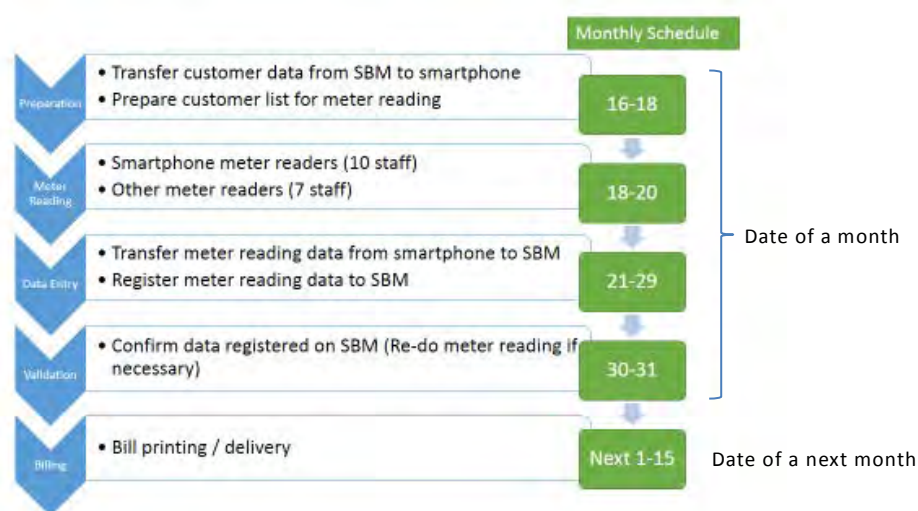 Monthly Schedule
Preparation
• Transfer customer data from SBM to smartphone
• Prepare customer list for meter reading
16-18
Meter
Reading
• Smartphone meter readers (10 staff)
• Other meter readers (7 staff)
18-20
Date of a month
Data Entry
• Transfer meter reading data from smartphone to SBM
• Register meter reading data to SBM
21-29
Validation
• Confirm data registered on SBM (Re-do meter reading if
necessary)
30-31
Billing
• Bill printing / delivery
Next 1-15
Date of a next month